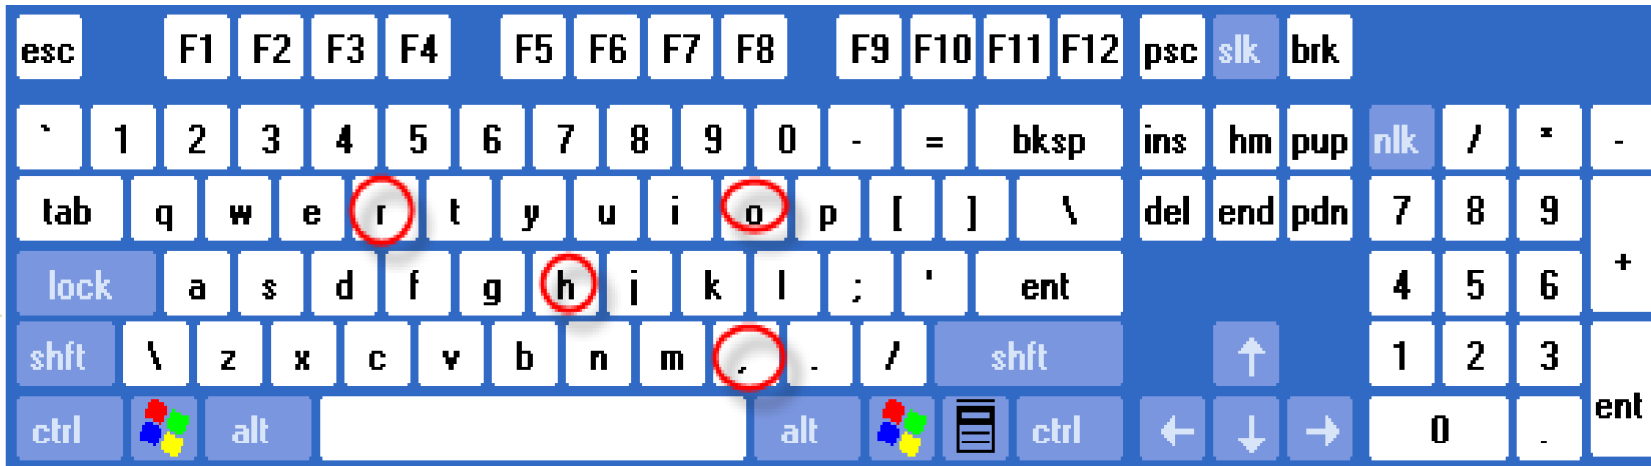 esc F1 F2 F3 F4 F5 F6 F7 F8 F9 F10 F11 F12 psc slk brk
` 1 2 3 4 5 6 7 8 9 0 - = bksp ins hm pup nlk / * -
tab q w e r t y u i o p [ ] \ del end pdn 7 8 9
lock a s d f g h j k l ; ' ent 4 5 6 +
shft \ z x c v b n m , . / shft ↑ 1 2 3
ctrl alt alt ctrl ← ↓ → 0 . ent